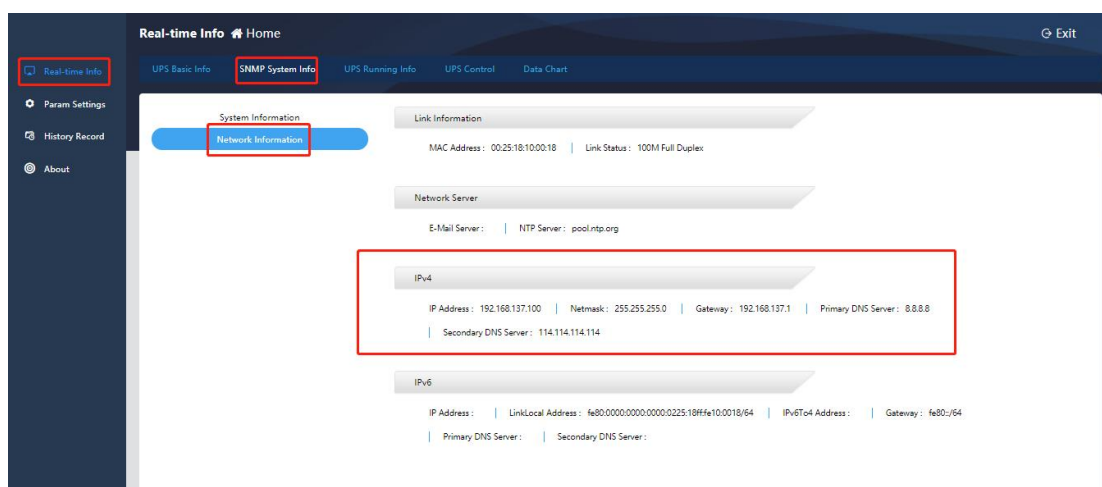 Real-time Info Home
Exit
Real-time Info
UPS Basic Info SNMP System Info UPS Running Info UPS Control Data Chart
Param Settings
History Record
About
System Information
Network Information
Link Information
MAC Address : 00:25:18:10:00:18 | Link Status : 100M Full Duplex
Network Server
E-Mail Server : | NTP Server : pool.ntp.org
IPv4
IP Address : 192.168.137.100 | Netmask : 255.255.255.0 | Gateway : 192.168.137.1 | Primary DNS Server : 8.8.8.8
| Secondary DNS Server : 114.114.114.114
IPv6
IP Address : | LinkLocal Address : fe80:0000:0000:0000:0225:18ff:fe10:0018/64 | IPv6To4 Address : | Gateway : fe80::/64
| Primary DNS Server : | Secondary DNS Server :